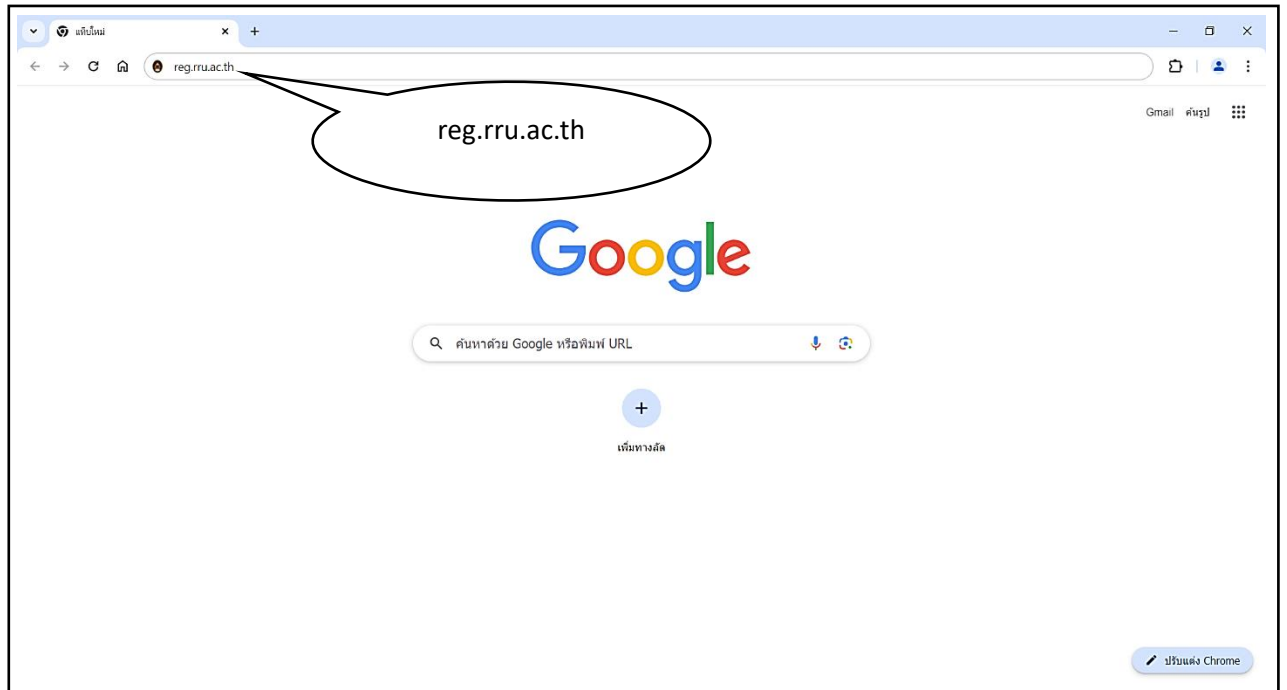 แท็บใหม่
reg.rru.ac.th
Gmail ค้นรูป
reg.rru.ac.th
Google
ค้นหาด้วย Google หรือพิมพ์ URL
เพิ่มทางลัด
ปรับแต่ง Chrome